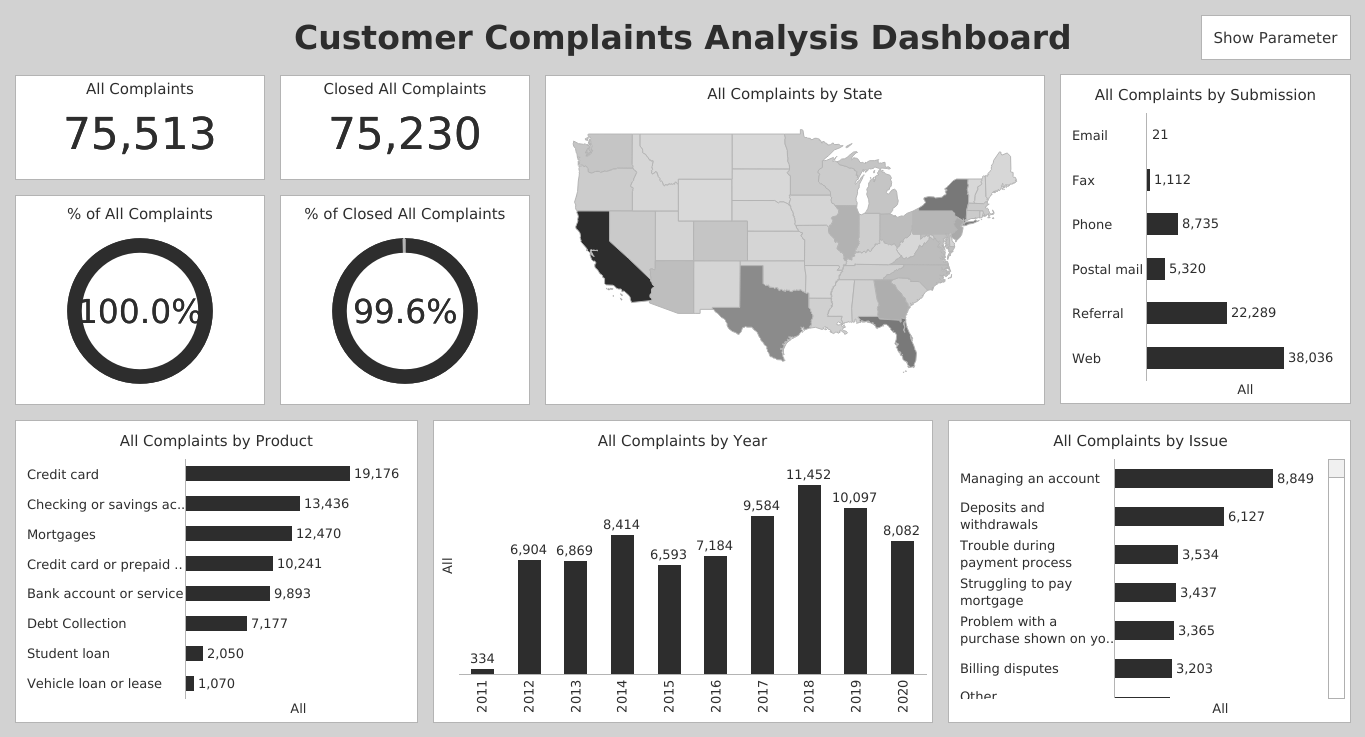 Customer Complaints Analysis Dashboard
Show Parameter
All Complaints
75,513
Closed All Complaints
75,230
% of All Complaints
100.0%
% of Closed All Complaints
99.6%
All Complaints by State
All Complaints by Submission
Email 21
Fax 1,112
Phone 8,735
Postal mail 5,320
Referral 22,289
Web 38,036
All
All Complaints by Product
Credit card 19,176
Checking or savings ac.. 13,436
Mortgages 12,470
Credit card or prepaid .. 10,241
Bank account or service 9,893
Debt Collection 7,177
Student loan 2,050
Vehicle loan or lease 1,070
All
All Complaints by Year
All
334 6,904 6,869 8,414 6,593 7,184 9,584 11,452 10,097 8,082
2011 2012 2013 2014 2015 2016 2017 2018 2019 2020
All Complaints by Issue
Managing an account 8,849
Deposits and
withdrawals 6,127
Trouble during
payment process 3,534
Struggling to pay
mortgage 3,437
Problem with a
purchase shown on yo.. 3,365
Billing disputes 3,203
Other
All